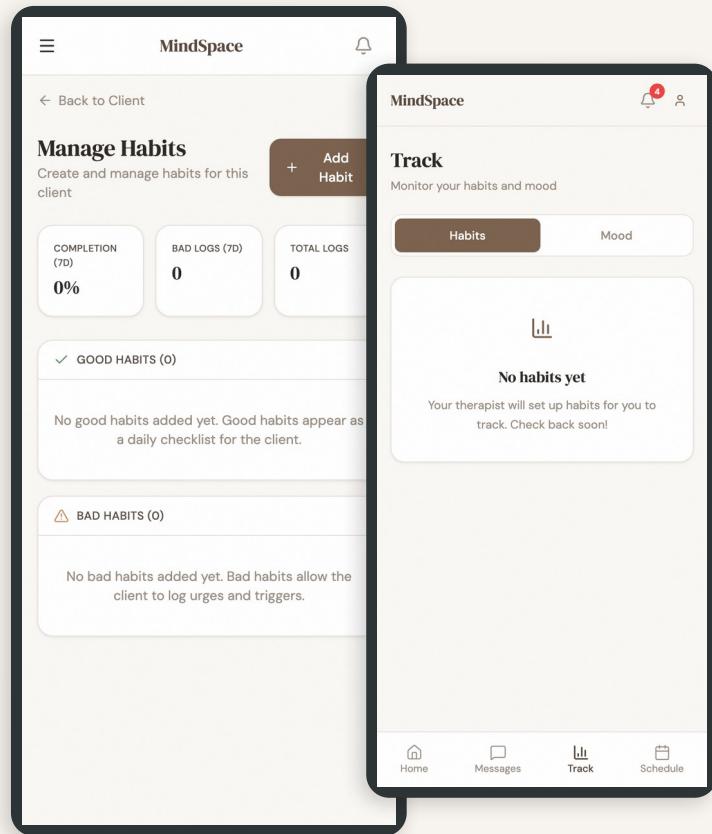 MindSpace
Back to Client
Manage Habits
Create and manage habits for this
client
+ Add
Habit
COMPLETION
(7D)
0%
BAD LOGS (7D)
0
TOTAL LOGS
0
GOOD HABITS (0)
No good habits added yet. Good habits appear as
a daily checklist for the client.
BAD HABITS (0)
No bad habits added yet. Bad habits allow the
client to log urges and triggers.
MindSpace
4
Track
Monitor your habits and mood
Habits
Mood
No habits yet
Your therapist will set up habits for you to
track. Check back soon!
Home
Messages
Track
Schedule